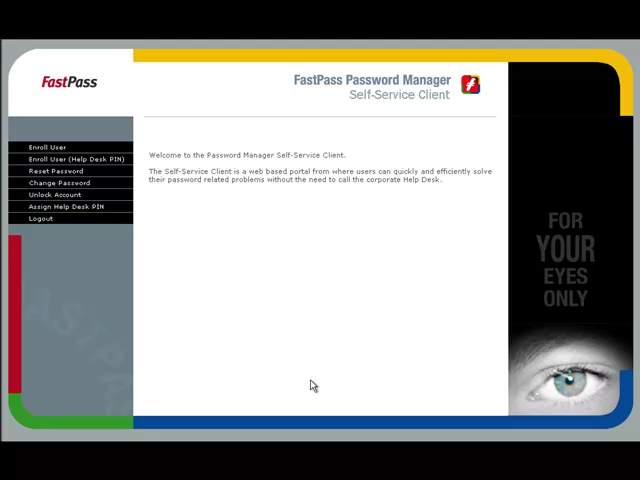 FastPass
FastPass Password Manager
Self-Service Client
Enroll User
Enroll User (Help Desk PIN)
Reset Password
Change Password
Unlock Account
Assign Help Desk PIN
Logout
Welcome to the Password Manager Self-Service Client.
The Self-Service Client is a web based portal from where users can quickly and efficiently solve
their password related problems without the need to call the corporate Help Desk.
FOR
YOUR
EYES
ONLY